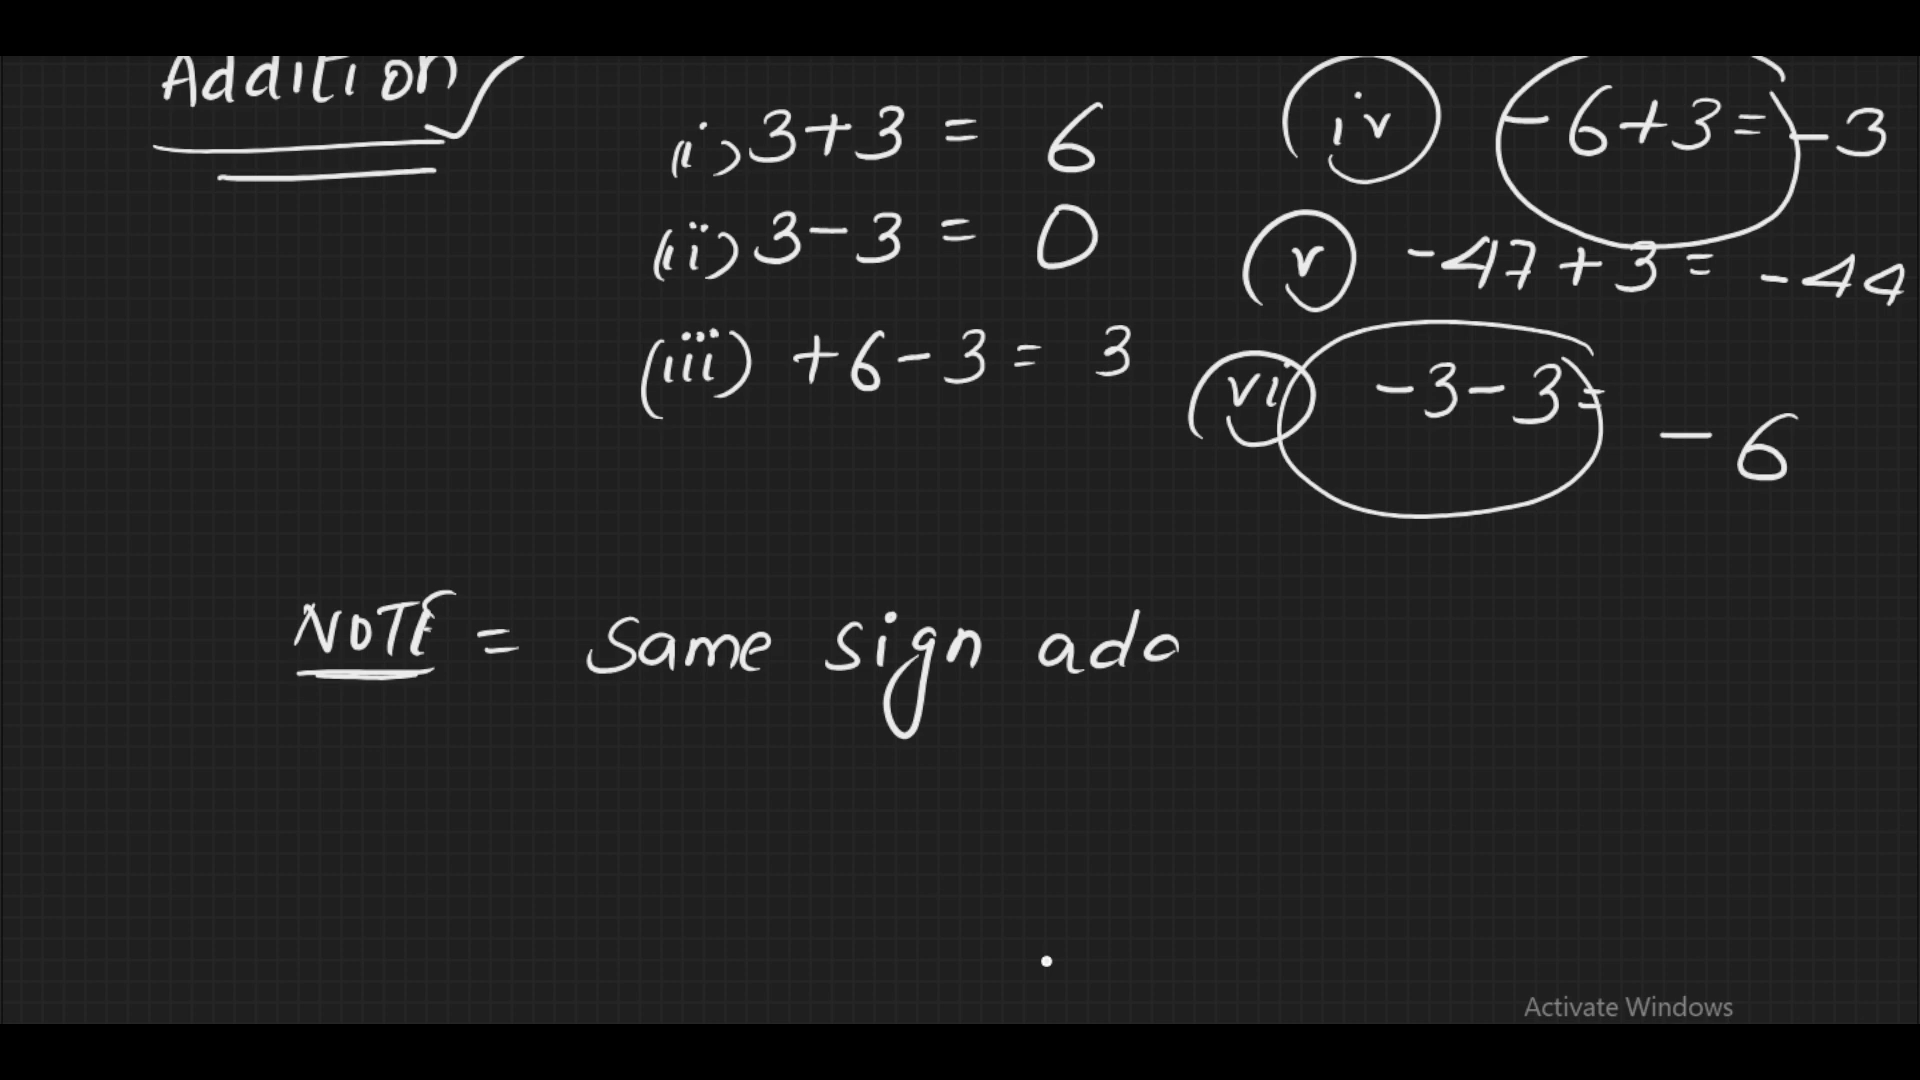 Addition
(i) 3+3 = 6
(ii) 3-3 = 0
(iii) +6-3 = 3
iv -6+3 = -3
v -47+3 = -44
vi -3-3 = -6
NOTE = Same sign add
Activate Windows